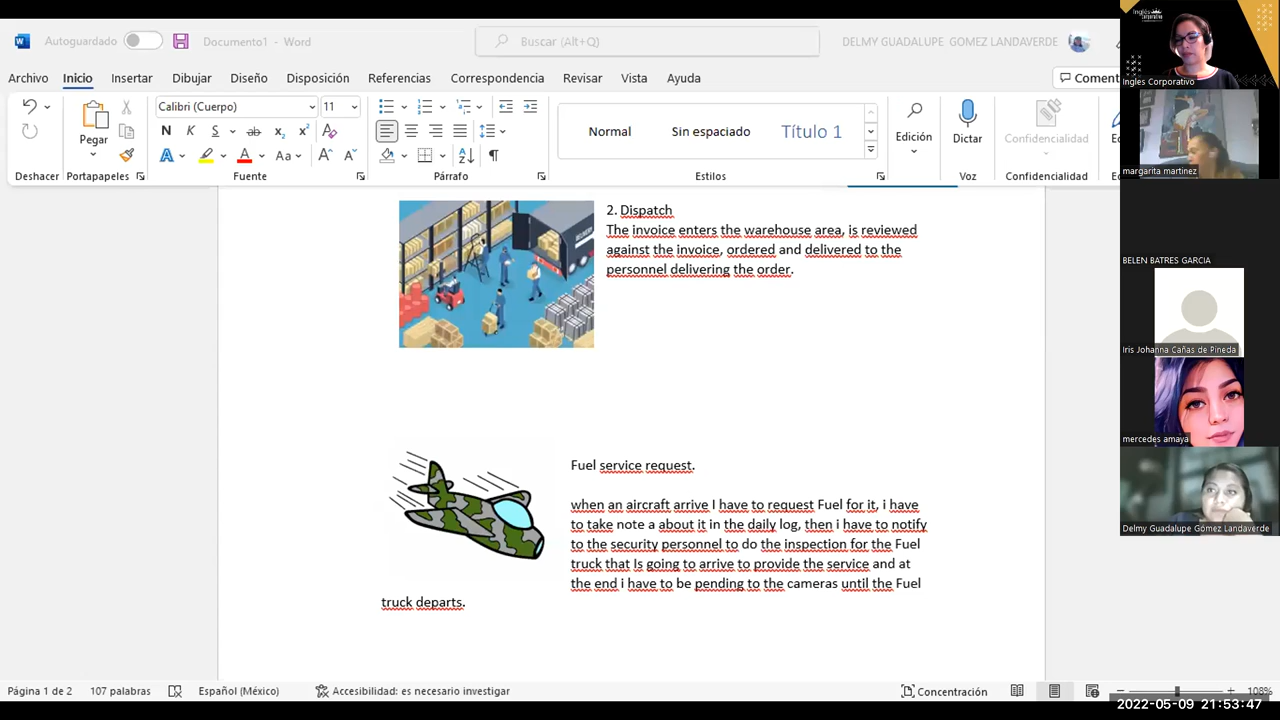 Autoguardado
Documento1 - Word
Buscar (Alt+Q)
DELMY GUADALUPE GOMEZ LANDAVERDE
Archivo Inicio Insertar Dibujar Diseño Disposición Referencias Correspondencia Revisar Vista Ayuda
Coment
Calibri (Cuerpo) 11
Pegar
N K S ab x₂ x²
A A Aa A A
Normal Sin espaciado Título 1
Edición Dictar Confidencialidad
Deshacer Portapapeles Fuente Párrafo Estilos Voz Confidencialidad
2. Dispatch
The invoice enters the warehouse area, is reviewed
against the invoice, ordered and delivered to the
personnel delivering the order.
Fuel service request.
when an aircraft arrive I have to request Fuel for it, i have
to take note a about it in the daily log, then i have to notify
to the security personnel to do the inspection for the Fuel
truck that Is going to arrive to provide the service and at
the end i have to be pending to the cameras until the Fuel
truck departs.
Página 1 de 2 107 palabras Español (México) Accesibilidad: es necesario investigar Concentración 108%
Ingles Corporativo
margarita martinez
BELEN BATRES GARCIA
Iris Johanna Cañas de Pineda
mercedes amaya
Delmy Guadalupe Gómez Landaverde
2022-05-09 21:53:47